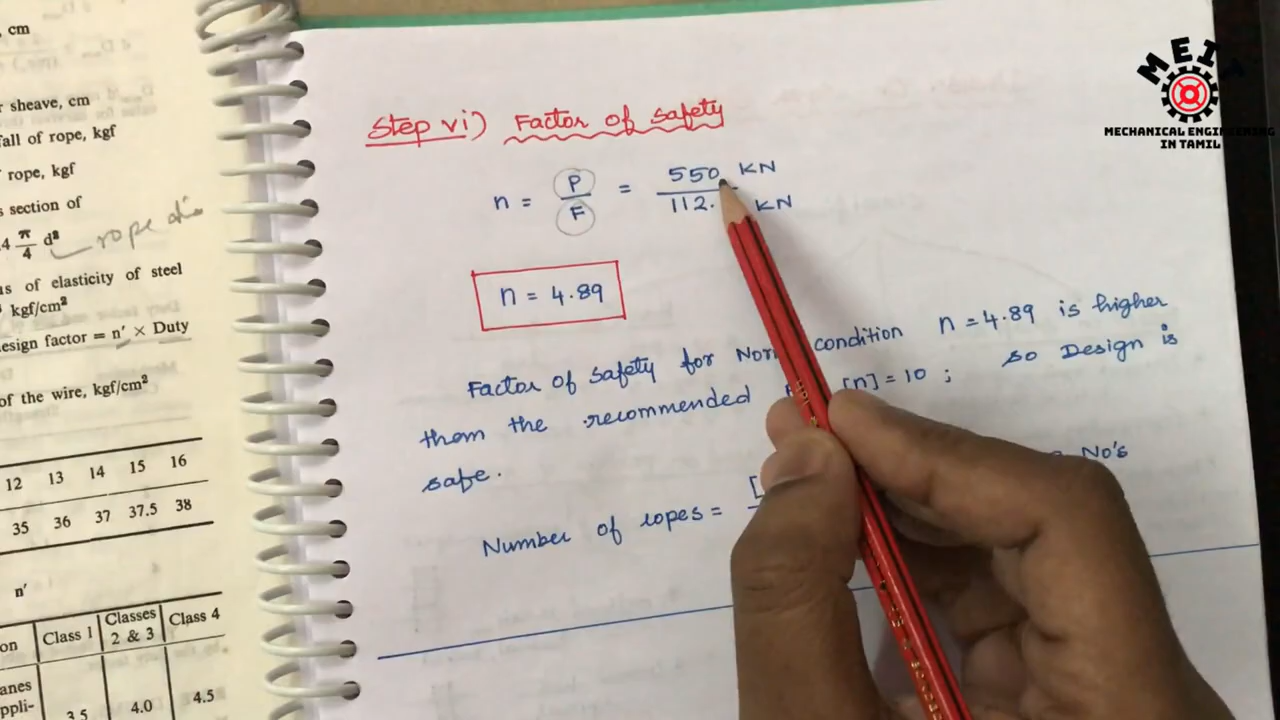 , cm
sheave, cm
fall of rope, kgf
rope, kgf
section of
4 π/4 d² rope
of elasticity of steel
kgf/cm²
design factor = n' × Duty
of the wire, kgf/cm²
12 13 14 15 16
35 36 37 37.5 38
n'
on Class 1 Classes 2 & 3 Class 4
3.5 4.0 4.5
Step vi) Factor of Safety
n = P/F = 550 KN / 112. KN
n = 4.89
Factor of Safety for condition n = 4.89 is higher
them the recommended [n] = 10 ; so Design is
safe.
Number of ropes = [ No's
MEIT
MECHANICAL ENGINEERING
IN TAMIL